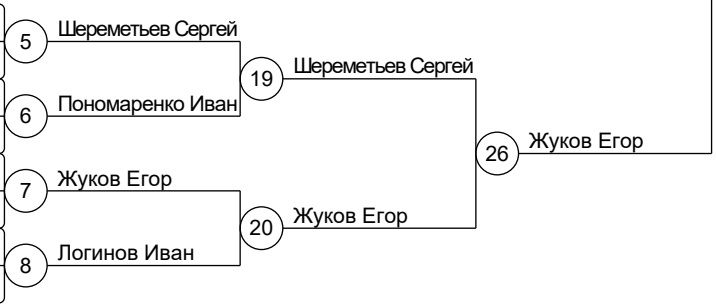 5 Шереметьев Сергей
19 Шереметьев Сергей
6 Пономаренко Иван
26 Жуков Егор
7 Жуков Егор
20 Жуков Егор
8 Логинов Иван